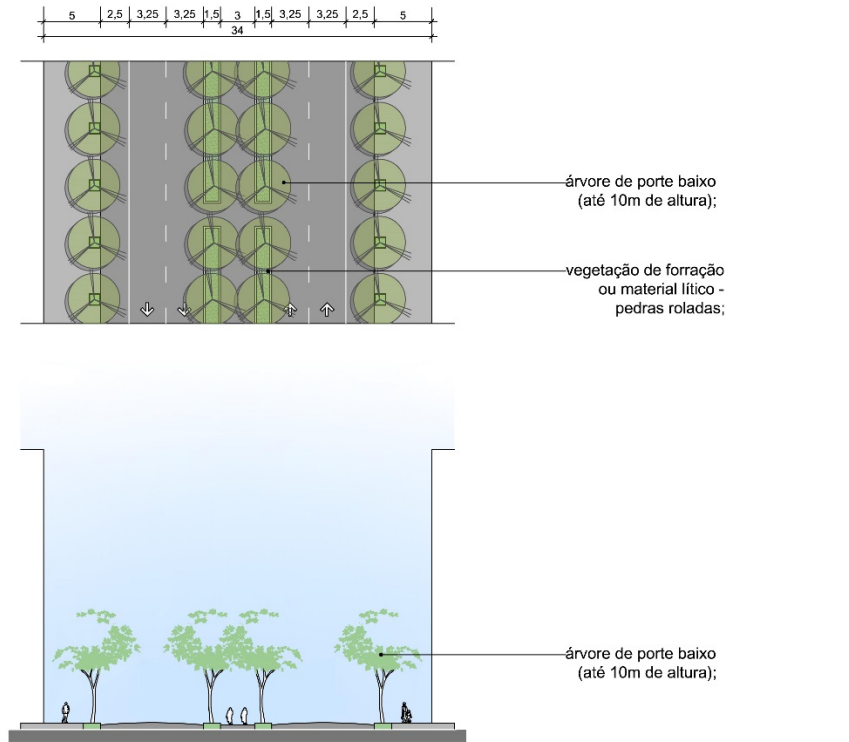 5 2,5 3,25 3,25 1,5 3 1,5 3,25 3,25 2,5 5
34
árvore de porte baixo
(até 10m de altura);
vegetação de forração
ou material lítico -
pedras roladas;
árvore de porte baixo
(até 10m de altura);